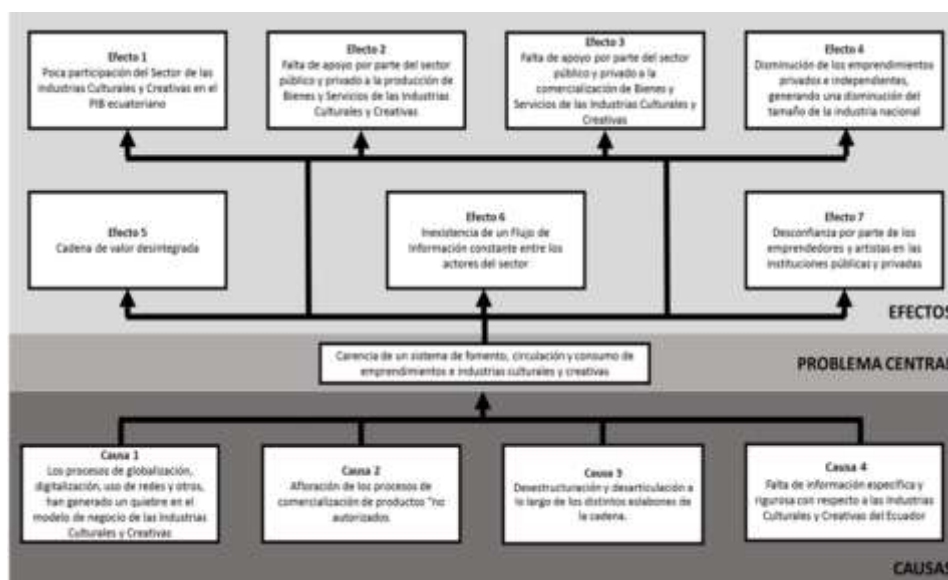 Efecto 1
Poca participación del Sector de las
Industrias Culturales y Creativas en el
PIB ecuatoriano
Efecto 2
Falta de apoyo por parte del sector
público y privado a la producción de
Bienes y Servicios de las Industrias
Culturales y Creativas
Efecto 3
Falta de apoyo por parte del sector
público y privado a la
comercialización de Bienes y
Servicios de las Industrias Culturales y
Creativas
Efecto 4
Disminución de los emprendimientos
privados e independientes,
generando una disminución del
tamaño de la industria nacional
Efecto 5
Cadena de valor desintegrada
Efecto 6
Inexistencia de un Flujo de
Información constante entre los
actores del sector
Efecto 7
Desconfianza por parte de los
emprendedores y artistas en las
instituciones públicas y privadas
EFECTOS
Carencia de un sistema de fomento, circulación y consumo de
emprendimientos e industrias culturales y creativas
PROBLEMA CENTRAL
Causa 1
Los procesos de globalización,
digitalización, uso de redes y otros,
han generado un quiebre en el
modelo de negocio de las Industrias
Culturales y Creativas
Causa 2
Afloración de los procesos de
comercialización de productos "no
autorizados
Causa 3
Desestructuración y desarticulación a
lo largo de los distintos eslabones de
la cadena.
Causa 4
Falta de información específica y
rigurosa con respecto a las Industrias
Culturales y Creativas del Ecuador
CAUSAS